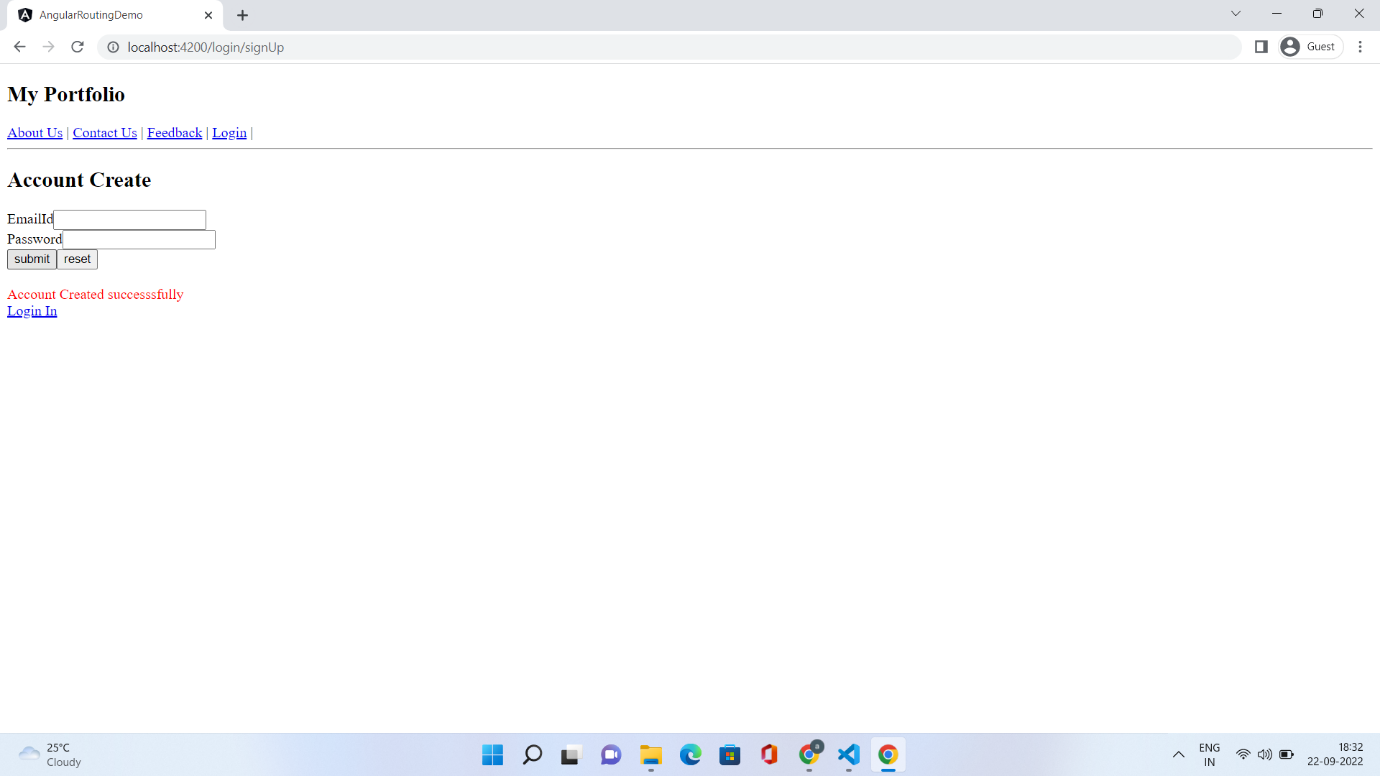 AngularRoutingDemo
localhost:4200/login/signUp
Guest
My Portfolio
About Us | Contact Us | Feedback | Login |
Account Create
EmailId
Password
submit reset
Account Created successsfully
Login In
25°C
Cloudy
a
ENG
IN
18:32
22-09-2022